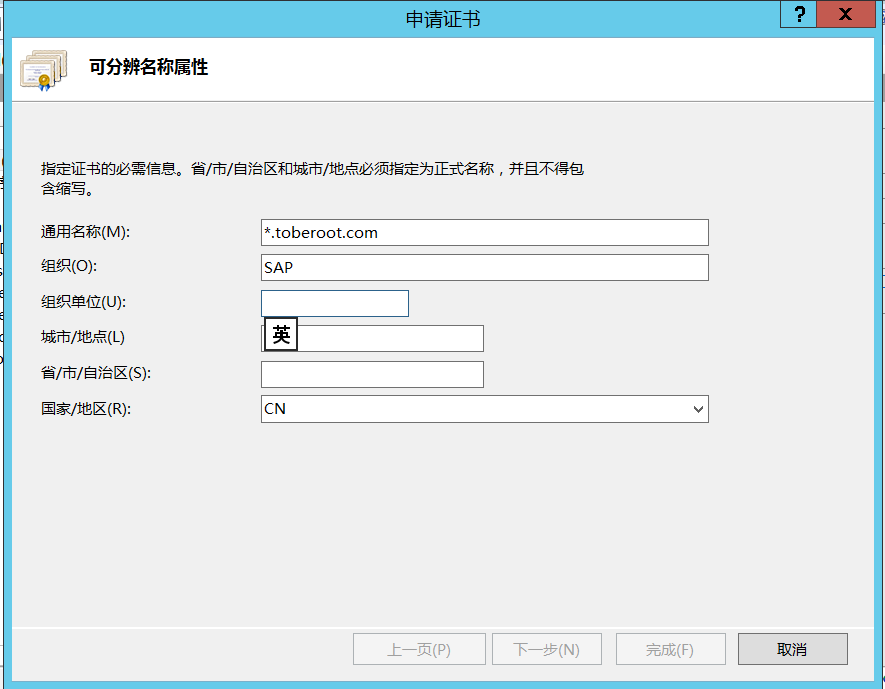 申请证书
?
X
可分辨名称属性
指定证书的必需信息。省/市/自治区和城市/地点必须指定为正式名称，并且不得包
含缩写。
通用名称(M):
*.toberoot.com
组织(O):
SAP
组织单位(U):
城市/地点(L)
英
省/市/自治区(S):
国家/地区(R):
CN
上一页(P)
下一步(N)
完成(F)
取消